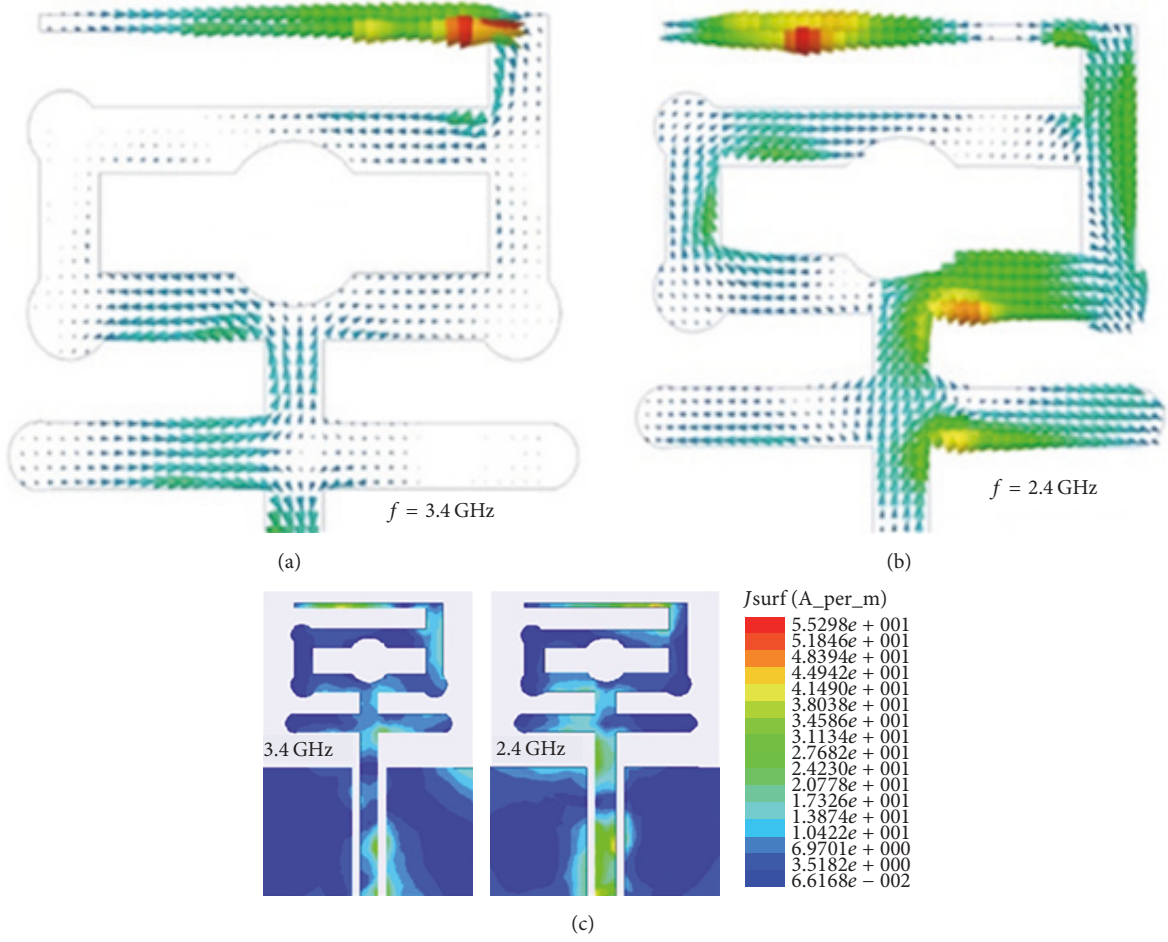 f = 3.4 GHz
f = 2.4 GHz
(a)
(b)
3.4 GHz
2.4 GHz
Jsurf (A_per_m)
5.5298e + 001
5.1846e + 001
4.8394e + 001
4.4942e + 001
4.1490e + 001
3.8038e + 001
3.4586e + 001
3.1134e + 001
2.7682e + 001
2.4230e + 001
2.0778e + 001
1.7326e + 001
1.3874e + 001
1.0422e + 001
6.9701e + 000
3.5182e + 000
6.6168e − 002
(c)